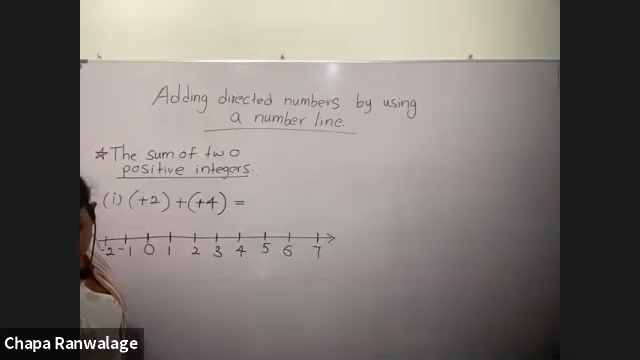 Adding directed numbers by using
a number line.
☆ The sum of two
positive integers.
(i) (+2) + (+4) =
-2 -1 0 1 2 3 4 5 6 7
Chapa Ranwalage